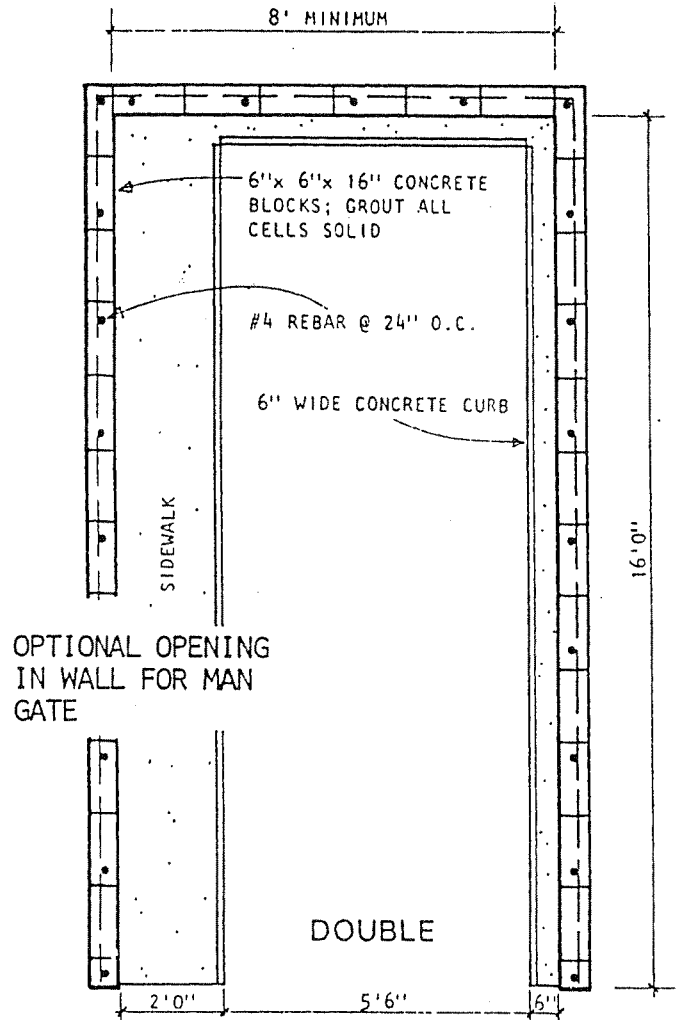 8' MINIMUM
6"x 6"x 16" CONCRETE
BLOCKS; GROUT ALL
CELLS SOLID
#4 REBAR @ 24" O.C.
6" WIDE CONCRETE CURB
SIDEWALK
16'0"
OPTIONAL OPENING
IN WALL FOR MAN
GATE
DOUBLE
2'0"
5'6"
6"